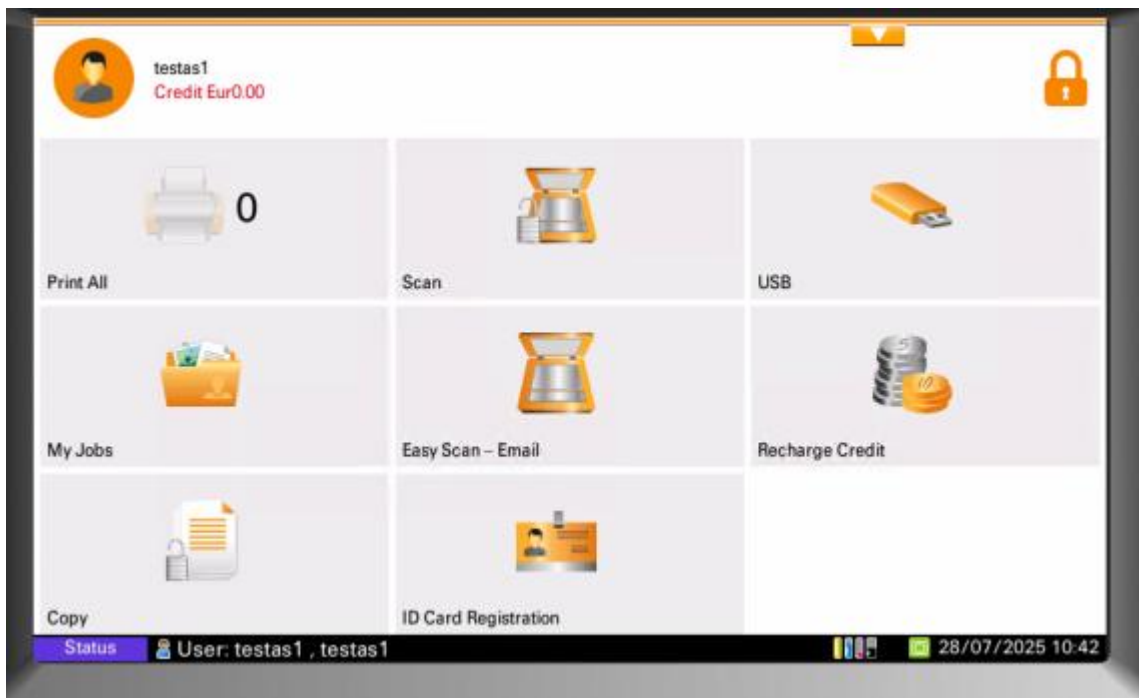 testas1
Credit Eur0.00
0
Print All
Scan
USB
My Jobs
Easy Scan – Email
Recharge Credit
Copy
ID Card Registration
Status
User: testas1 , testas1
28/07/2025 10:42